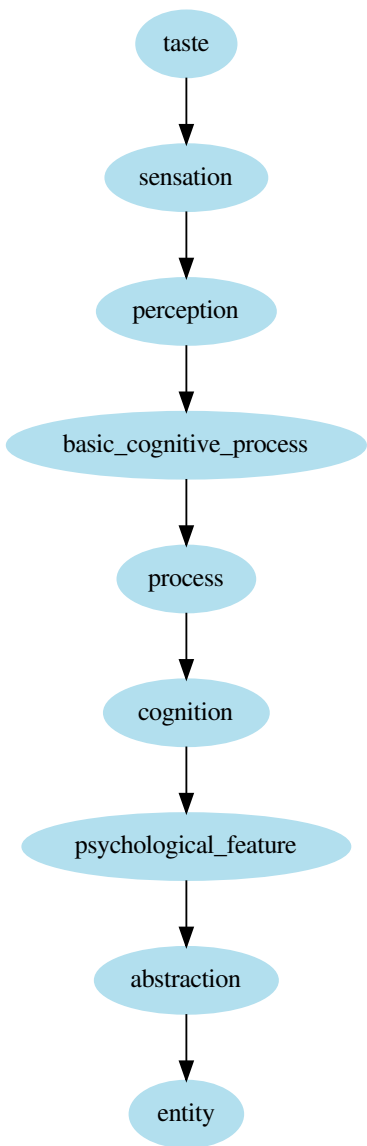 taste
sensation
perception
basic_cognitive_process
process
cognition
psychological_feature
abstraction
entity